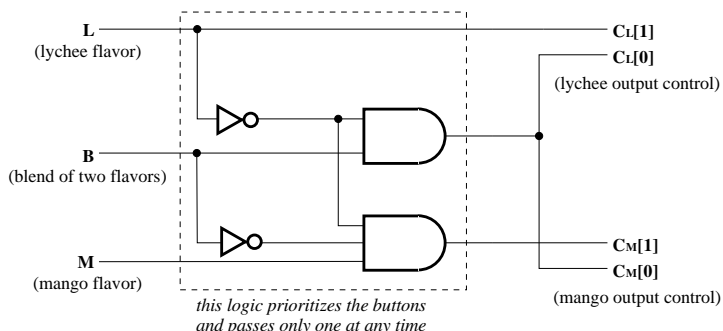 L
(lychee flavor)
CL[1]
CL[0]
(lychee output control)
B
(blend of two flavors)
M
(mango flavor)
CM[1]
CM[0]
(mango output control)
this logic prioritizes the buttons
and passes only one at any time